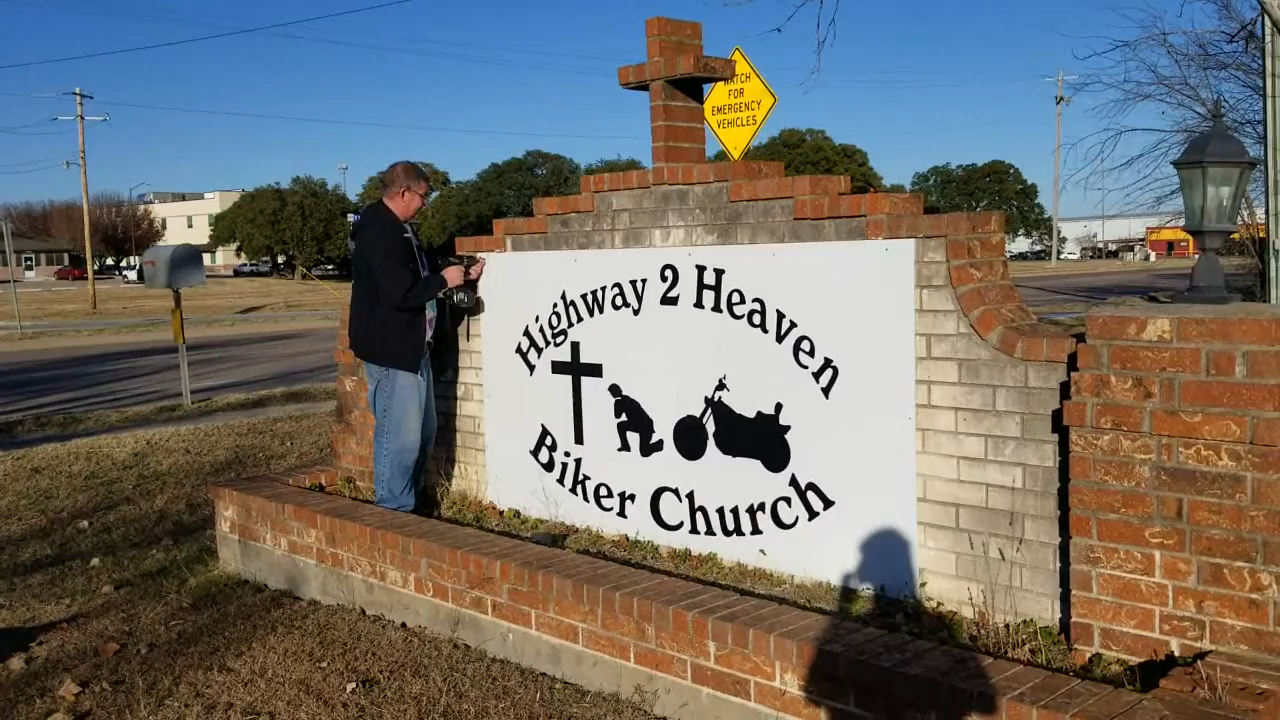 WATCH
FOR
EMERGENCY
VEHICLES
Highway 2 Heaven
Biker Church